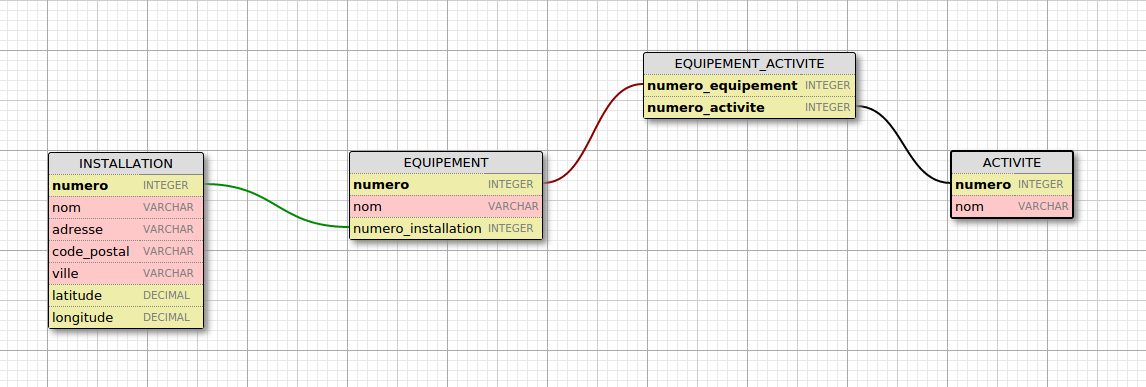 INSTALLATION
numero INTEGER
nom VARCHAR
adresse VARCHAR
code_postal VARCHAR
ville VARCHAR
latitude DECIMAL
longitude DECIMAL
EQUIPEMENT
numero INTEGER
nom VARCHAR
numero_installation INTEGER
EQUIPEMENT_ACTIVITE
numero_equipement INTEGER
numero_activite INTEGER
ACTIVITE
numero INTEGER
nom VARCHAR